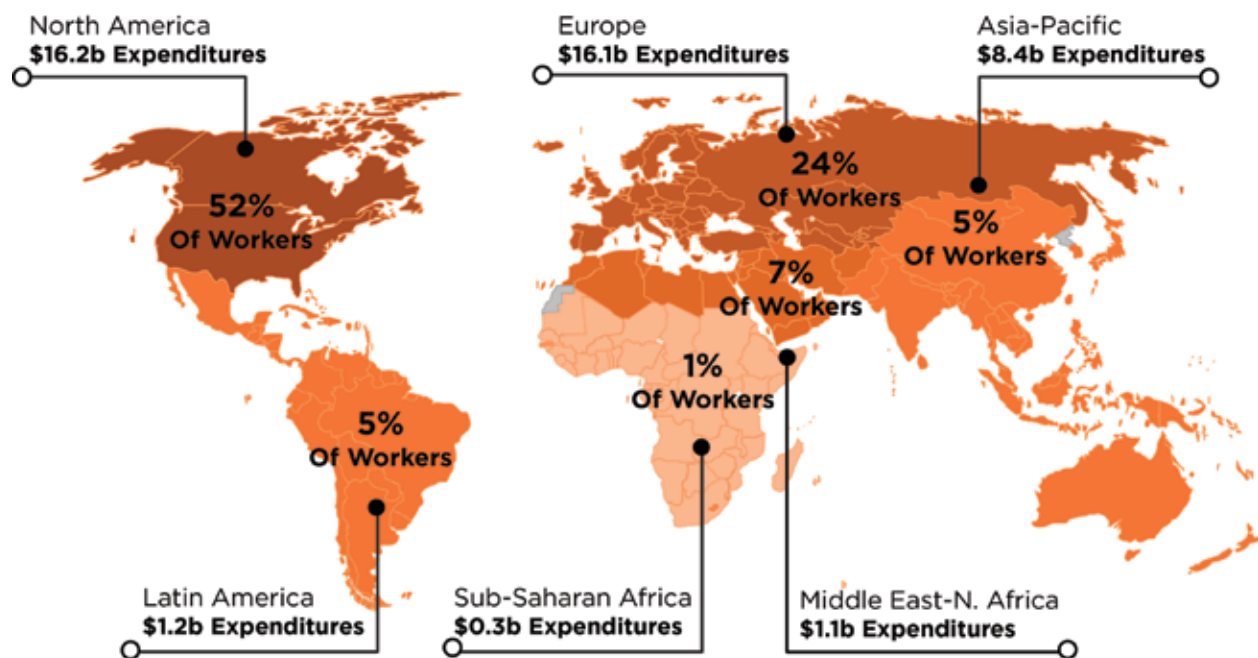 North America
$16.2b Expenditures
Europe
$16.1b Expenditures
Asia-Pacific
$8.4b Expenditures
52%
Of Workers
24%
Of Workers
5%
Of Workers
7%
Of Workers
1%
Of Workers
5%
Of Workers
Latin America
$1.2b Expenditures
Sub-Saharan Africa
$0.3b Expenditures
Middle East-N. Africa
$1.1b Expenditures